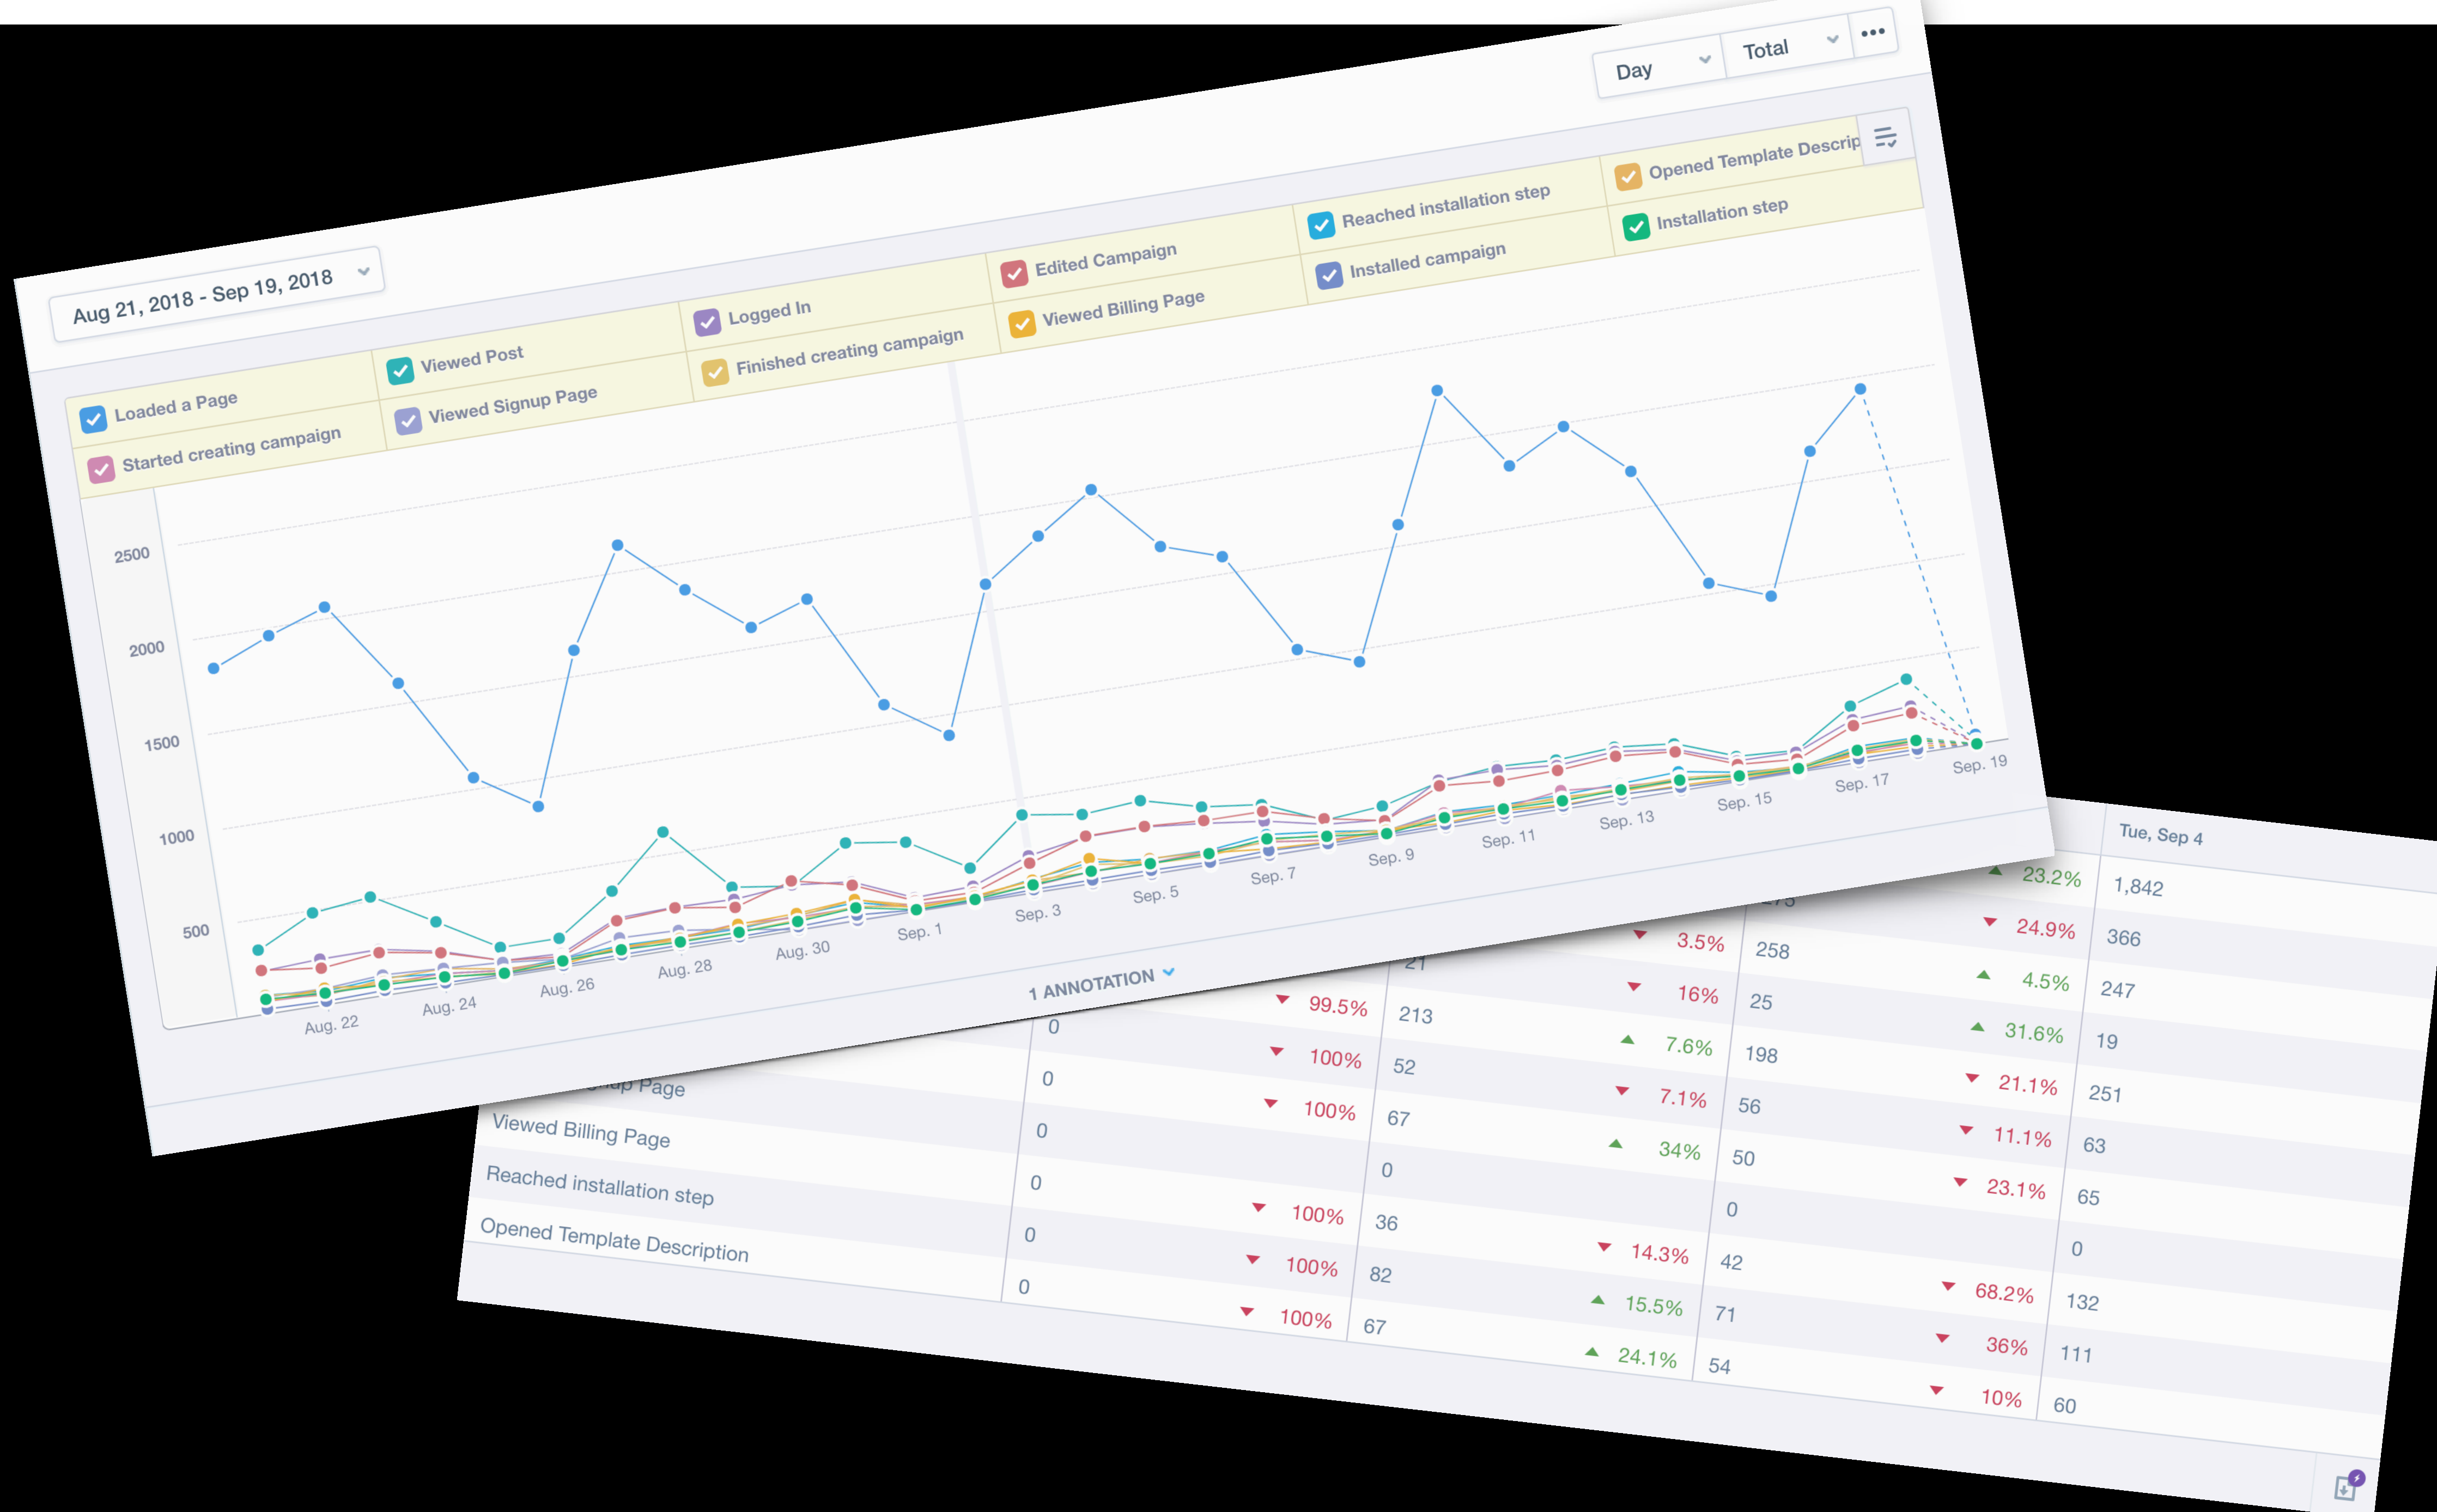 Day
Total
Aug 21, 2018 - Sep 19, 2018
Loaded a Page
Viewed Post
Logged In
Edited Campaign
Reached installation step
Opened Template Descrip
Started creating campaign
Viewed Signup Page
Finished creating campaign
Viewed Billing Page
Installed campaign
Installation step
2500
2000
1500
1000
500
Aug. 22
Aug. 24
Aug. 26
Aug. 28
Aug. 30
Sep. 1
Sep. 3
Sep. 5
Sep. 7
Sep. 9
Sep. 11
Sep. 13
Sep. 15
Sep. 17
Sep. 19
1 ANNOTATION
Tue, Sep 4
23.2% 1,842
3.5% 258 24.9% 366
99.5% 21 16% 25 4.5% 247
0 100% 213 7.6% 198 31.6% 19
Page 0 100% 52 7.1% 56 21.1% 251
Viewed Billing Page 0 67 34% 50 11.1% 63
Reached installation step 0 100% 0 0 23.1% 65
Opened Template Description 0 100% 36 14.3% 42 0
0 100% 82 15.5% 71 68.2% 132
67 24.1% 54 36% 111
10% 60